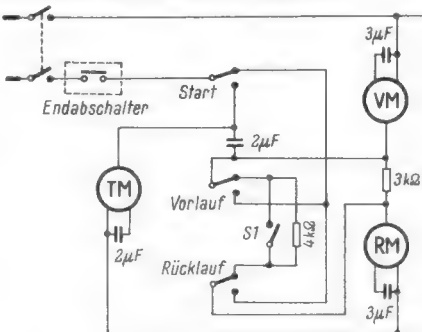 3µF
VM
Endabschalter
Start
2µF
TM
3kΩ
Vorlauf
S1
4kΩ
2µF
Rücklauf
RM
3µF